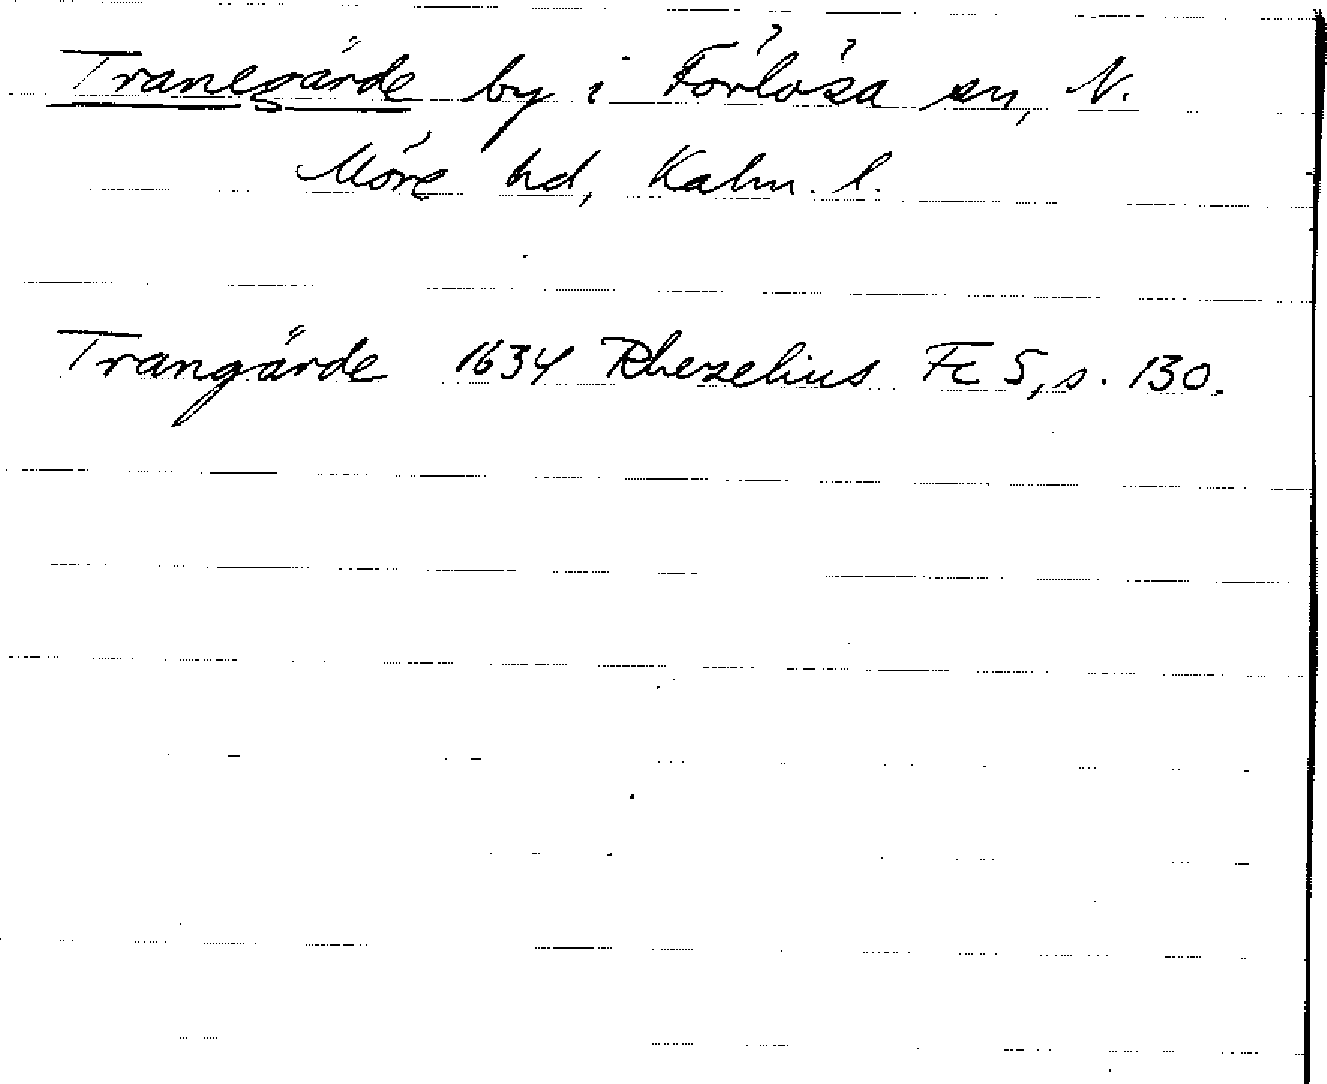 Tranegärde by i Förlösa sn, N.
Möre hd, Kalm. l.
Trangärde 1634 Rhezelius Fc 5, s. 130.